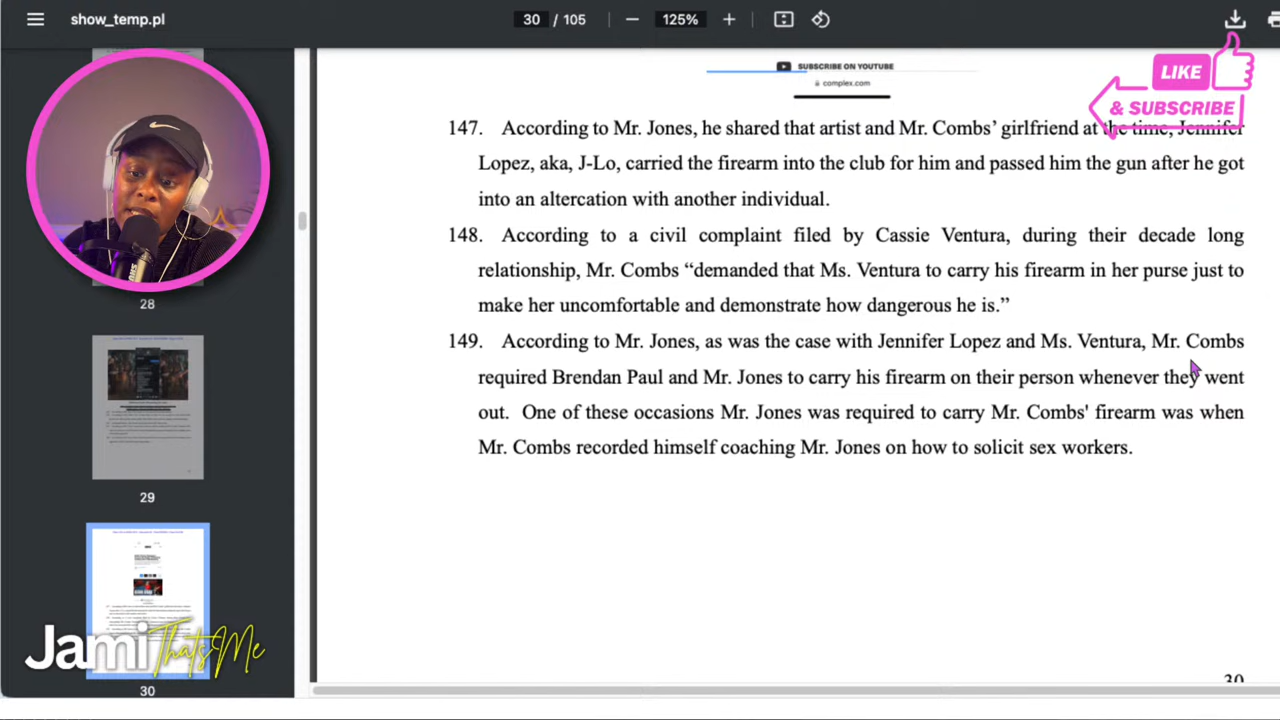 show_temp.pl
30 / 105
125%
SUBSCRIBE ON YOUTUBE
complex.com
LIKE
& SUBSCRIBE
147. According to Mr. Jones, he shared that artist and Mr. Combs' girlfriend at the time, Jennifer
Lopez, aka, J-Lo, carried the firearm into the club for him and passed him the gun after he got
into an altercation with another individual.
148. According to a civil complaint filed by Cassie Ventura, during their decade long
relationship, Mr. Combs “demanded that Ms. Ventura to carry his firearm in her purse just to
make her uncomfortable and demonstrate how dangerous he is.”
149. According to Mr. Jones, as was the case with Jennifer Lopez and Ms. Ventura, Mr. Combs
required Brendan Paul and Mr. Jones to carry his firearm on their person whenever they went
out. One of these occasions Mr. Jones was required to carry Mr. Combs' firearm was when
Mr. Combs recorded himself coaching Mr. Jones on how to solicit sex workers.
30
28
29
30
Jami ThatsMe